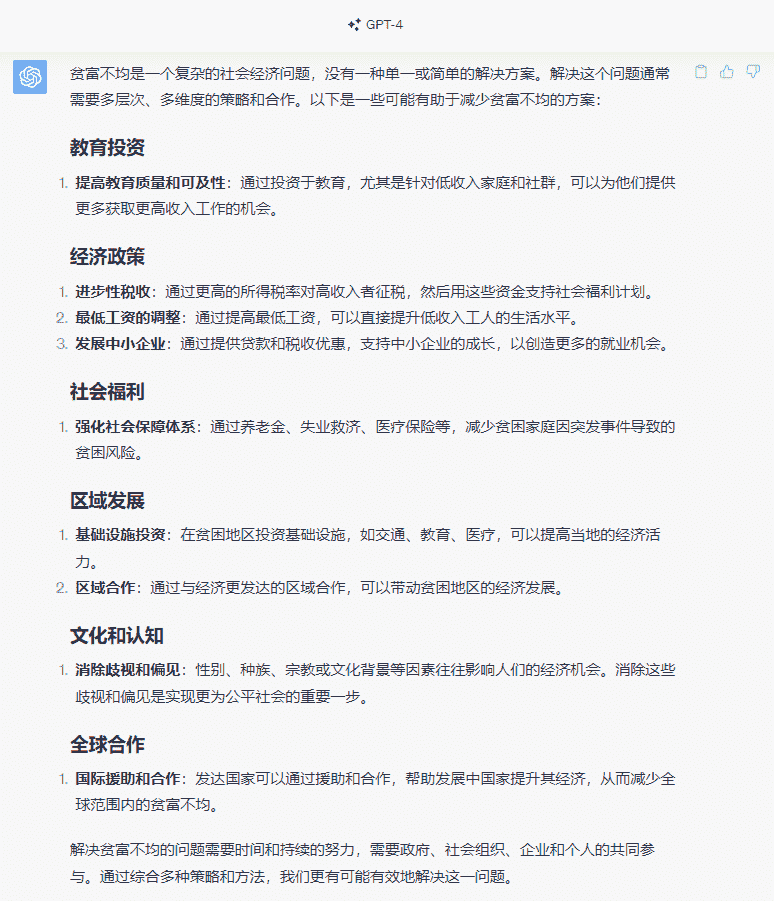 GPT-4
贫富不均是一个复杂的社会经济问题，没有一种单一或简单的解决方案。解决这个问题通常
需要多层次、多维度的策略和合作。以下是一些可能有助于减少贫富不均的方案：
教育投资
1. 提高教育质量和可及性：通过投资于教育，尤其是针对低收入家庭和社群，可以为他们提供
更多获取更高收入工作的机会。
经济政策
1. 进步性税收：通过更高的所得税率对高收入者征税，然后用这些资金支持社会福利计划。
2. 最低工资的调整：通过提高最低工资，可以直接提升低收入工人的生活水平。
3. 发展中小企业：通过提供贷款和税收优惠，支持中小企业的成长，以创造更多的就业机会。
社会福利
1. 强化社会保障体系：通过养老金、失业救济、医疗保险等，减少贫困家庭因突发事件导致的
贫困风险。
区域发展
1. 基础设施投资：在贫困地区投资基础设施，如交通、教育、医疗，可以提高当地的经济活
力。
2. 区域合作：通过与经济更发达的区域合作，可以带动贫困地区的经济发展。
文化和认知
1. 消除歧视和偏见：性别、种族、宗教或文化背景等因素往往影响人们的经济机会。消除这些
歧视和偏见是实现更为公平社会的重要一步。
全球合作
1. 国际援助和合作：发达国家可以通过援助和合作，帮助发展中国家提升其经济，从而减少全
球范围内的贫富不均。
解决贫富不均的问题需要时间和持续的努力，需要政府、社会组织、企业和个人的共同参
与。通过综合多种策略和方法，我们更有可能有效地解决这一问题。